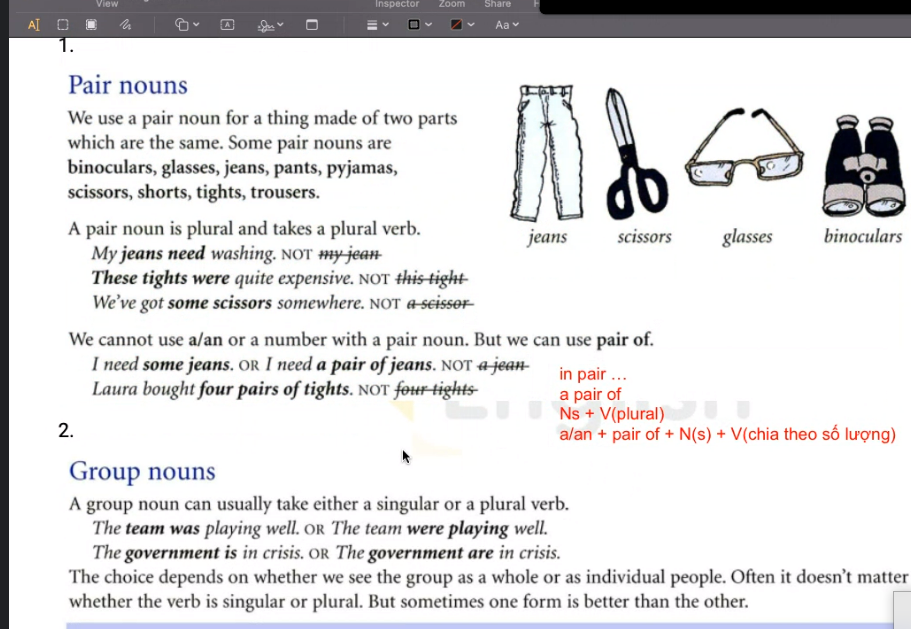 View
Inspector Zoom Share
A
Aa
1.
Pair nouns
We use a pair noun for a thing made of two parts
which are the same. Some pair nouns are
binoculars, glasses, jeans, pants, pyjamas,
scissors, shorts, tights, trousers.
jeans scissors glasses binoculars
A pair noun is plural and takes a plural verb.
My jeans need washing. NOT my jean
These tights were quite expensive. NOT this tight
We've got some scissors somewhere. NOT a scissor
We cannot use a/an or a number with a pair noun. But we can use pair of.
I need some jeans. OR I need a pair of jeans. NOT a jean
Laura bought four pairs of tights. NOT four tights
in pair ...
a pair of
Ns + V(plural)
a/an + pair of + N(s) + V(chia theo số lượng)
2.
Group nouns
A group noun can usually take either a singular or a plural verb.
The team was playing well. OR The team were playing well.
The government is in crisis. OR The government are in crisis.
The choice depends on whether we see the group as a whole or as individual people. Often it doesn't matter
whether the verb is singular or plural. But sometimes one form is better than the other.